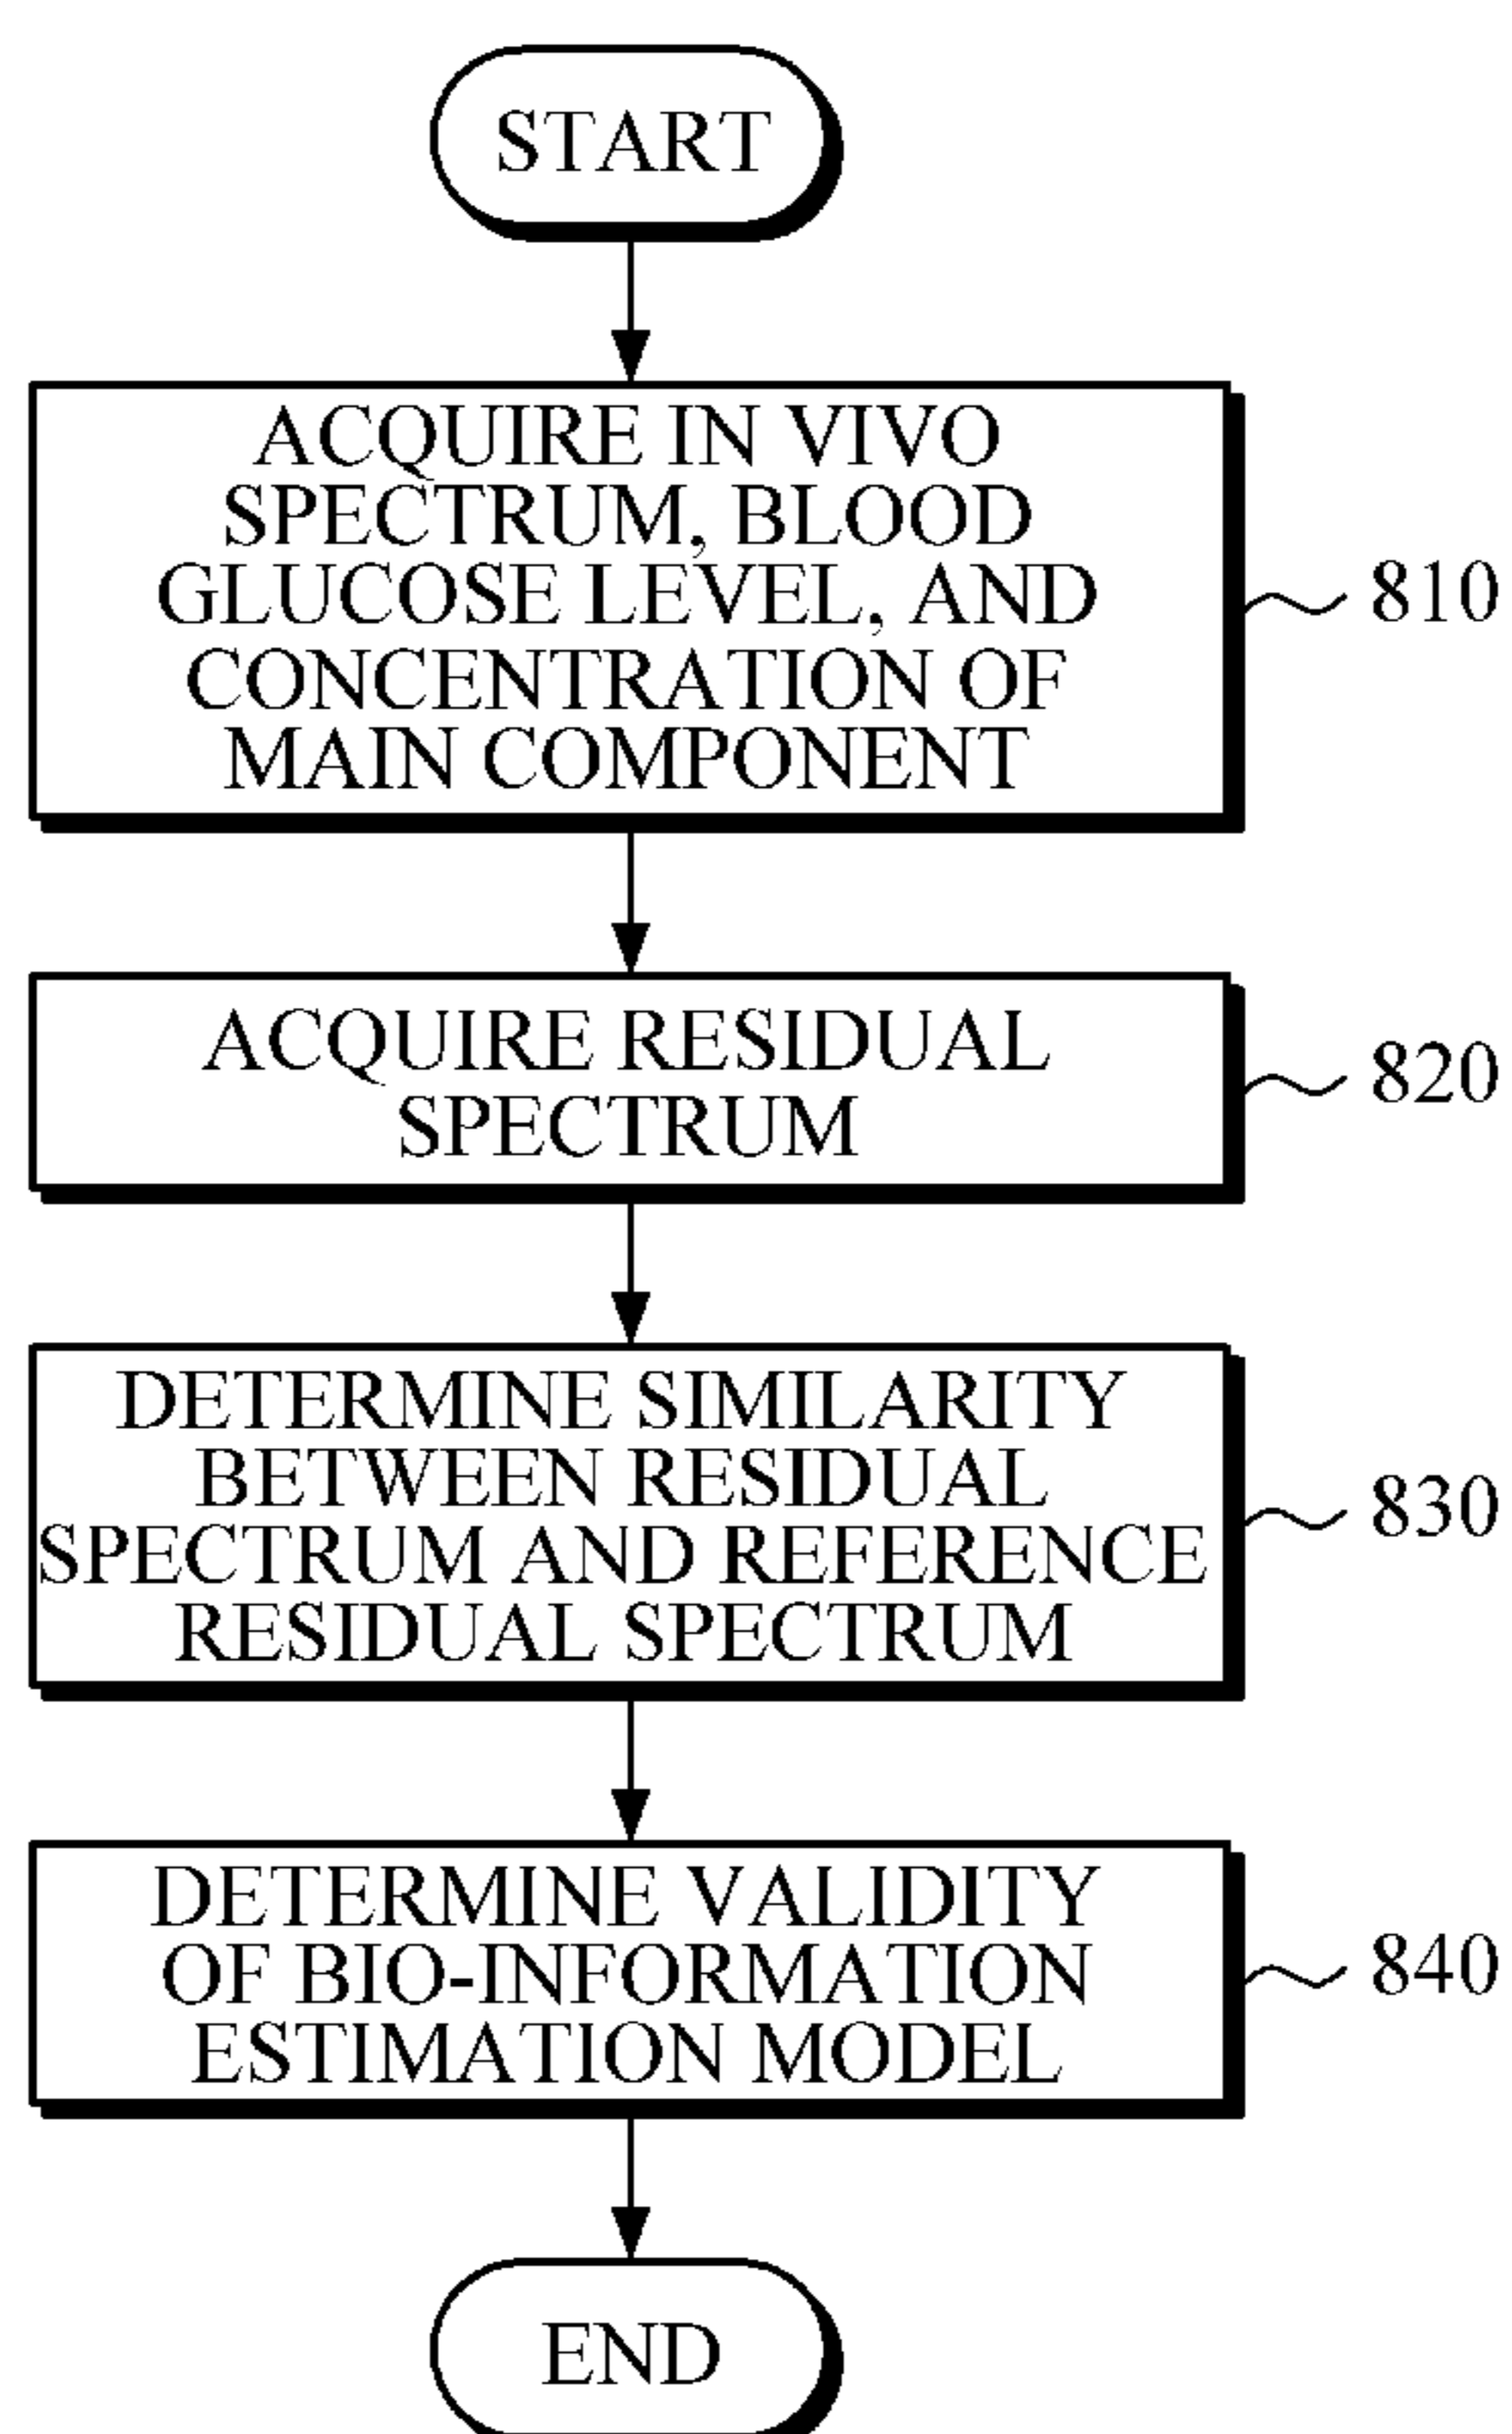 START
ACQUIRE IN VIVO
SPECTRUM, BLOOD
GLUCOSE LEVEL, AND
CONCENTRATION OF
MAIN COMPONENT
810
ACQUIRE RESIDUAL
SPECTRUM
820
DETERMINE SIMILARITY
BETWEEN RESIDUAL
SPECTRUM AND REFERENCE
RESIDUAL SPECTRUM
830
DETERMINE VALIDITY
OF BIO-INFORMATION
ESTIMATION MODEL
840
END